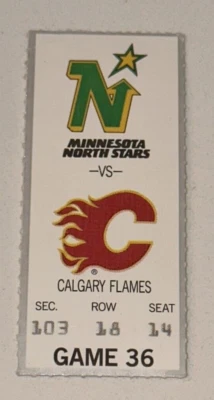 N
MINNESOTA
NORTH STARS
-VS-
C
®
CALGARY FLAMES
SEC. ROW SEAT
103 18 14
GAME 36